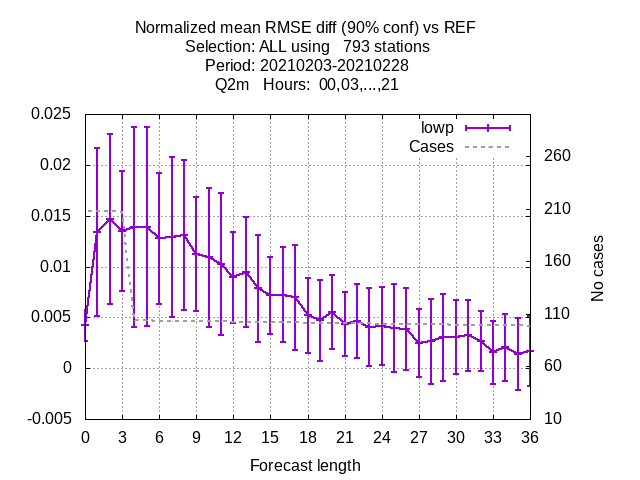 Normalized mean RMSE diff (90% conf) vs REF
Selection: ALL using   793 stations
Period: 20210203-20210228
Q2m   Hours:  00,03,...,21
0.025
0.02
0.015
0.01
0.005
0
-0.005
lowp
Cases
260
210
160
110
60
10
No cases
0 3 6 9 12 15 18 21 24 27 30 33 36
Forecast length